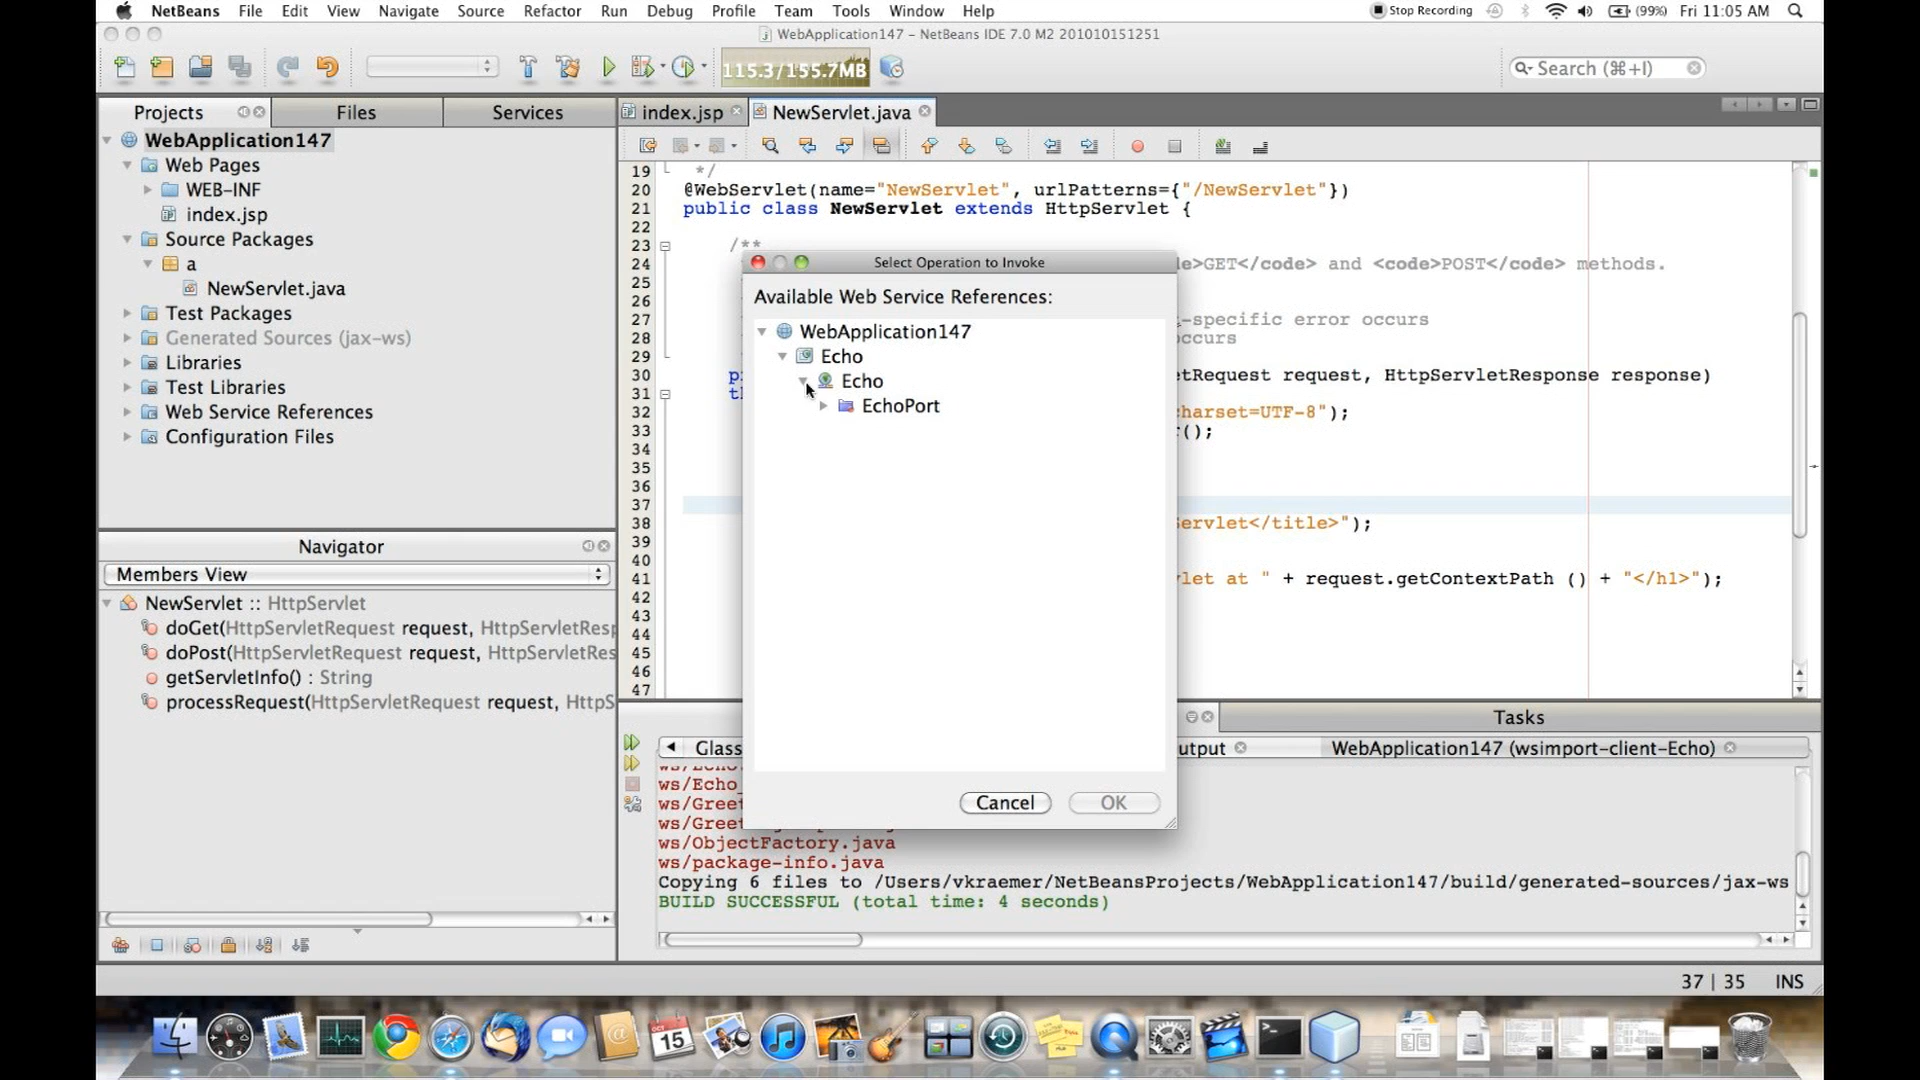 NetBeans File Edit View Navigate Source Refactor Run Debug Profile Team Tools Window Help
Stop Recording (99%) Fri 11:05 AM
WebApplication147 – NetBeans IDE 7.0 M2 201010151251
115.3/155.7MB
Search (⌘+I)
Projects Files Services
index.jsp NewServlet.java
WebApplication147
Web Pages
WEB-INF
index.jsp
Source Packages
a
NewServlet.java
Test Packages
Generated Sources (jax-ws)
Libraries
Test Libraries
Web Service References
Configuration Files
Navigator
Members View
NewServlet :: HttpServlet
doGet(HttpServletRequest request, HttpServletResp
doPost(HttpServletRequest request, HttpServletRes
getServletInfo() : String
processRequest(HttpServletRequest request, HttpS
19 */
20 @WebServlet(name="NewServlet", urlPatterns={"/NewServlet"})
21 public class NewServlet extends HttpServlet {
22
23 /**
24 e>GET</code> and <code>POST</code> methods.
25
26
27 -specific error occurs
28 occurs
29
30 p etRequest request, HttpServletResponse response)
31 th
32 charset=UTF-8");
33 r();
34
35
36
37
38 Servlet</title>");
39
40
41 vlet at " + request.getContextPath () + "</h1>");
42
43
44
45
46
47
Select Operation to Invoke
Available Web Service References:
WebApplication147
Echo
Echo
EchoPort
Cancel OK
Tasks
Glass utput WebApplication147 (wsimport-client-Echo)
ws/Echo
ws/Gree
ws/Gree
ws/ObjectFactory.java
ws/package-info.java
Copying 6 files to /Users/vkraemer/NetBeansProjects/WebApplication147/build/generated-sources/jax-ws
BUILD SUCCESSFUL (total time: 4 seconds)
37 | 35 INS
OCT
15